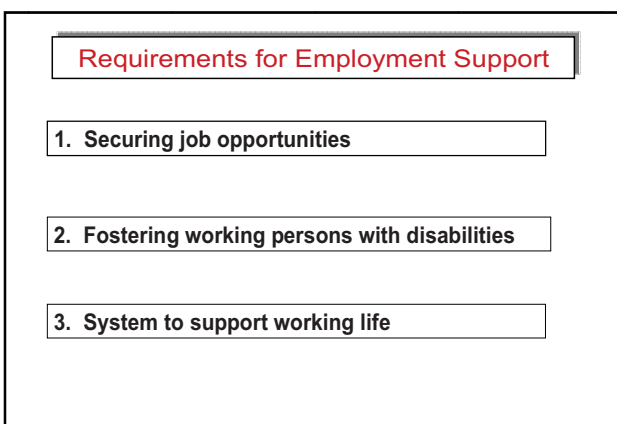 Requirements for Employment Support
1. Securing job opportunities
2. Fostering working persons with disabilities
3. System to support working life